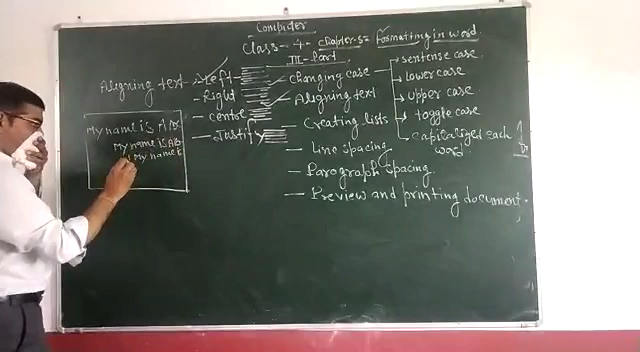 Computer
Class - 4 - Chapter-5 = Formatting in word
III - Part
Aligning text - Left
- Right
- centre
- Justify
My name is ABC
My name is AB
My name
- Changing case
- Aligning text
- Creating lists
- Line spacing
- Paragraph spacing
- Preview and printing document
sentence case
lower case
upper case
toggle case
capitalized each word